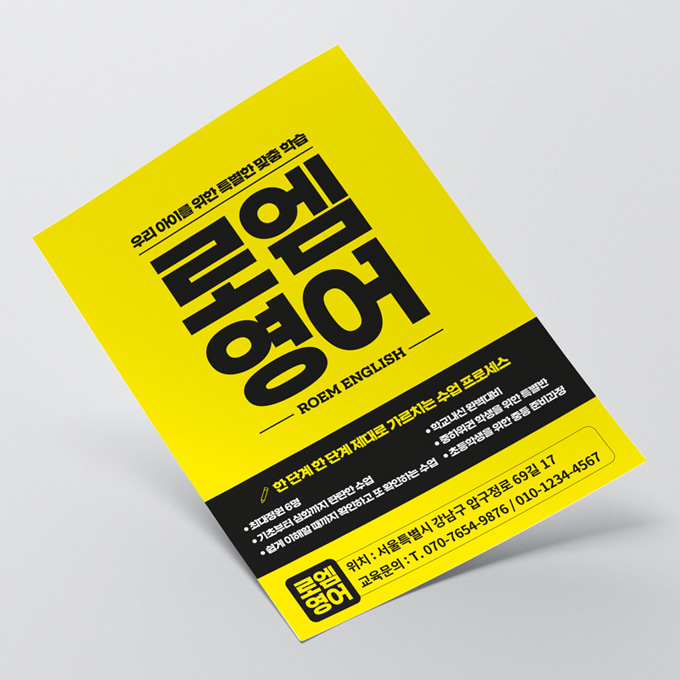 우리 아이를 위한 특별한 맞춤 학습
로엠
영어
ROEM ENGLISH
한 단계 한 단계 제대로 가르치는 수업 프로세스
• 최대정원 6명
• 기초부터 심화까지 탄탄한 수업
• 쉽게 이해할 때까지 확인하고 또 확인하는 수업
• 학교내신 완벽대비
• 중하위권 학생을 위한 특별반
• 초등학생을 위한 중등 준비과정
로엠
영어
위치 : 서울특별시 강남구 압구정로 69길 17
교육문의 : T. 070-7654-9876 / 010-1234-4567